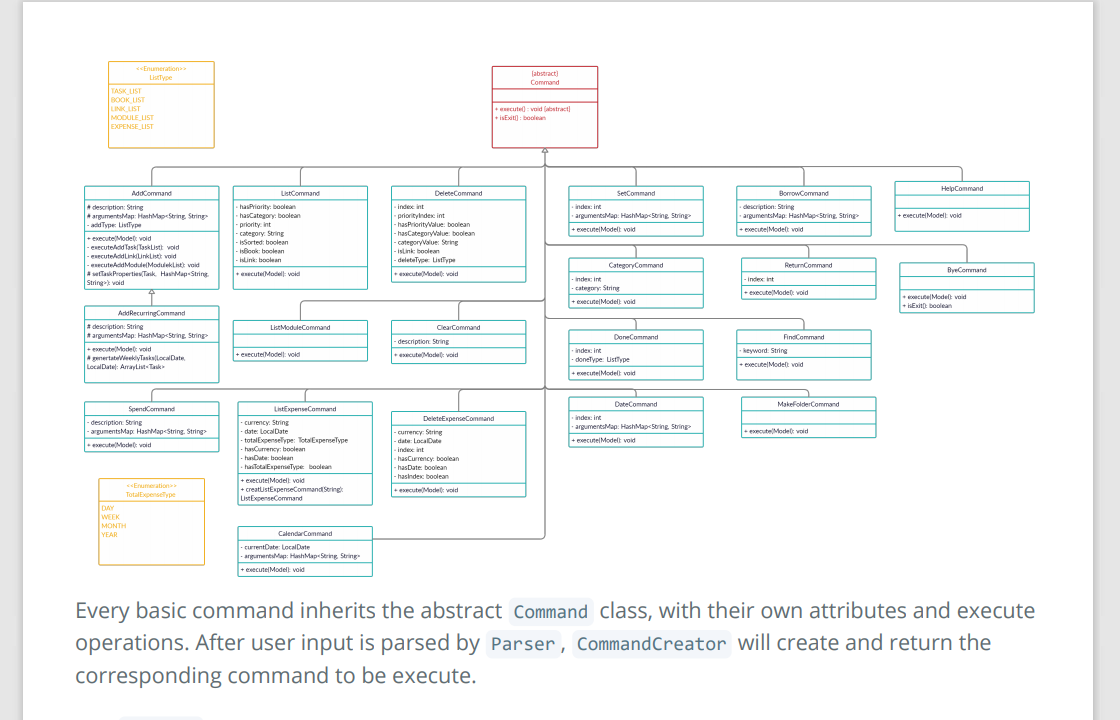 <<Enumeration>>
ListType
TASK_LIST
BOOK_LIST
LINK_LIST
MODULE_LIST
EXPENSE_LIST
{abstract}
Command
+ execute() : void {abstract}
+ isExit() : boolean
AddCommand
# description: String
# argumentsMap: HashMap<String, String>
- addType: ListType
+ execute(Model): void
- executeAddTask(TaskList): void
- executeAddLink(LinkList): void
- executeAddModule(ModulekList): void
# setTaskProperties(Task, HashMap<String,
String>): void
ListCommand
- hasPriority: boolean
- hasCategory: boolean
- priority: int
- category: String
- isSorted: boolean
- isBook: boolean
- isLink: boolean
+ execute(Model): void
DeleteCommand
- index: int
- priorityIndex: int
- hasPriorityValue: boolean
- hasCategoryValue: boolean
- categoryValue: String
- isLink: boolean
- deleteType: ListType
+ execute(Model): void
SetCommand
- index: int
- argumentsMap: HashMap<String, String>
+ execute(Model): void
BorrowCommand
- description: String
- argumentsMap: HashMap<String, String>
+ execute(Model): void
HelpCommand
+ execute(Model): void
CategoryCommand
- index: int
- category: String
+ execute(Model): void
ReturnCommand
- index: int
+ execute(Model): void
ByeCommand
+ execute(Model): void
+ isExit(): boolean
AddRecurringCommand
# description: String
# argumentsMap: HashMap<String, String>
+ execute(Model): void
# genertateWeeklyTasks(LocalDate,
LocalDate): ArrayList<Task>
ListModuleCommand
+ execute(Model): void
ClearCommand
- description: String
+ execute(Model): void
DoneCommand
- index: int
- doneType: ListType
+ execute(Model): void
FindCommand
- keyword: String
+ execute(Model): void
SpendCommand
- description: String
- argumentsMap: HashMap<String, String>
+ execute(Model): void
ListExpenseCommand
- currency: String
- date: LocalDate
- totalExpenseType: TotalExpenseType
- hasCurrency: boolean
- hasDate: boolean
- hasTotalExpenseType: boolean
+ execute(Model): void
+ creatListExpenseCommand(String):
ListExpenseCommand
DeleteExpenseCommand
- currency: String
- date: LocalDate
- index: int
- hasCurrency: boolean
- hasDate: boolean
- hasIndex: boolean
+ execute(Model): void
DateCommand
- index: int
- argumentsMap: HashMap<String, String>
+ execute(Model): void
MakeFolderCommand
+ execute(Model): void
<<Enumeration>>
TotalExpenseType
DAY
WEEK
MONTH
YEAR
CalendarCommand
- currentDate: LocalDate
- argumentsMap: HashMap<String, String>
+ execute(Model): void
Every basic command inherits the abstract Command class, with their own attributes and execute
operations. After user input is parsed by Parser, CommandCreator will create and return the
corresponding command to be execute.